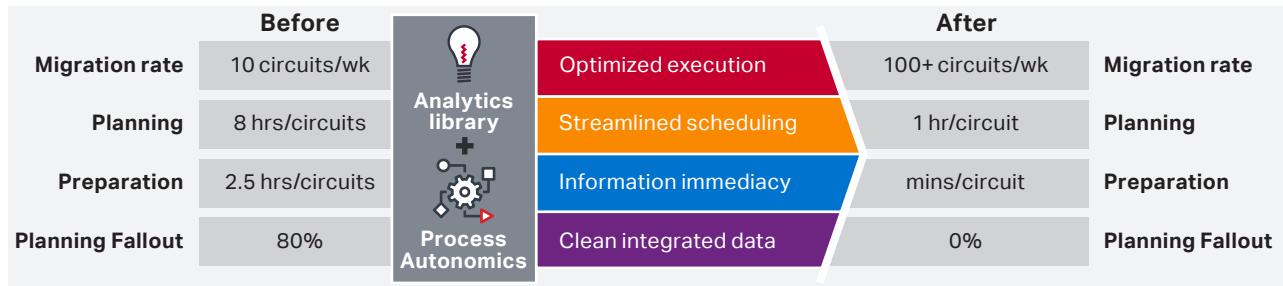 Before
After
Migration rate
10 circuits/wk
Optimized execution
100+ circuits/wk
Migration rate
Analytics
library
+
Process
Autonomics
Planning
8 hrs/circuits
Streamlined scheduling
1 hr/circuit
Planning
Preparation
2.5 hrs/circuits
Information immediacy
mins/circuit
Preparation
Planning Fallout
80%
Clean integrated data
0%
Planning Fallout